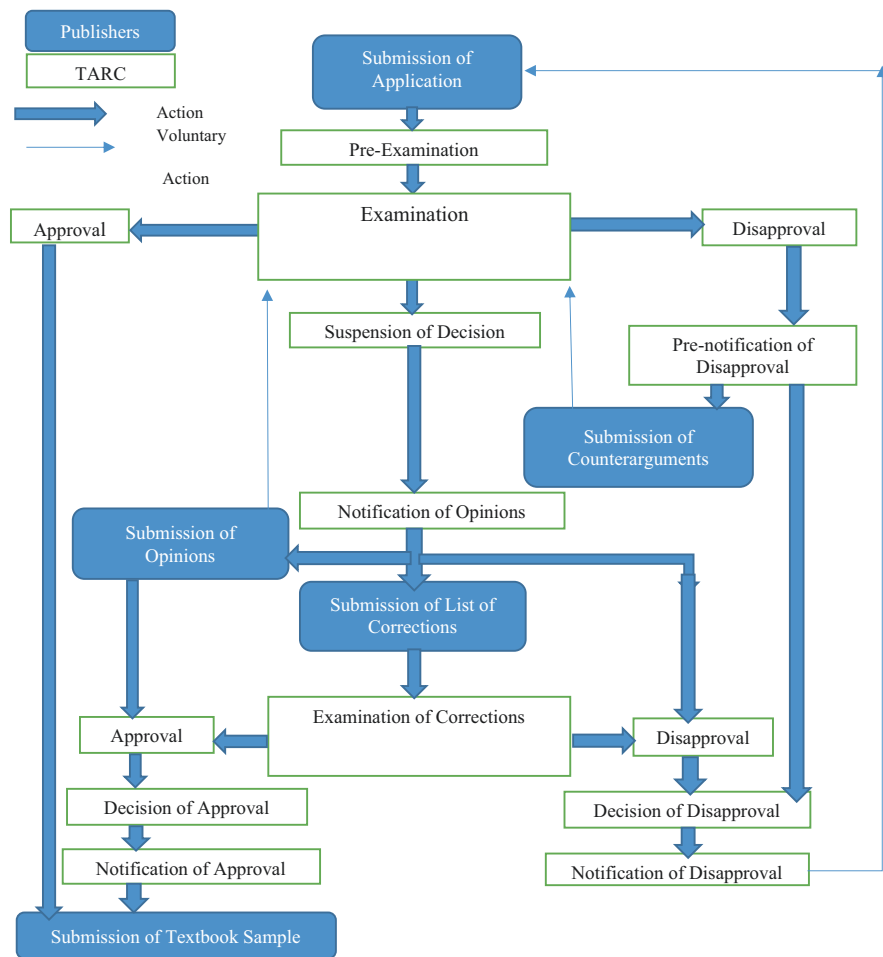 Publishers
TARC
Action
Voluntary
Action
Submission of
Application
Pre-Examination
Examination
Approval
Disapproval
Suspension of Decision
Pre-notification of
Disapproval
Submission of
Counterarguments
Notification of Opinions
Submission of
Opinions
Submission of List of
Corrections
Examination of Corrections
Approval
Disapproval
Decision of Approval
Decision of Disapproval
Notification of Approval
Notification of Disapproval
Submission of Textbook Sample